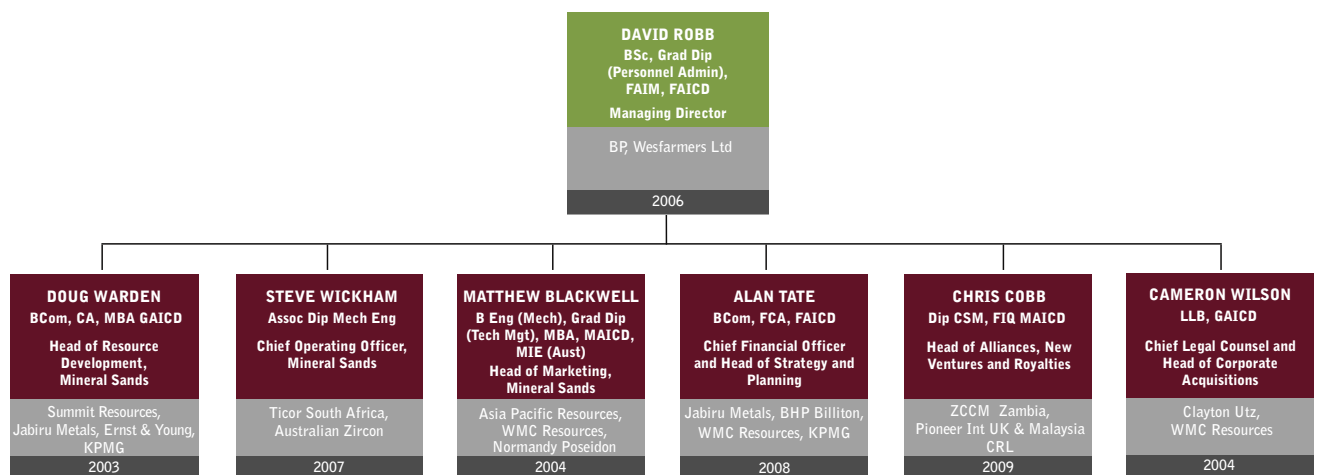 DAVID ROBB
BSc, Grad Dip
(Personnel Admin),
FAIM, FAICD
Managing Director
BP, Wesfarmers Ltd
2006
DOUG WARDEN
BCom, CA, MBA GAICD
Head of Resource
Development,
Mineral Sands
Summit Resources,
Jabiru Metals, Ernst & Young,
KPMG
2003
STEVE WICKHAM
Assoc Dip Mech Eng
Chief Operating Officer,
Mineral Sands
Ticor South Africa,
Australian Zircon
2007
MATTHEW BLACKWELL
B Eng (Mech), Grad Dip
(Tech Mgt), MBA, MAICD,
MIE (Aust)
Head of Marketing,
Mineral Sands
Asia Pacific Resources,
WMC Resources,
Normandy Poseidon
2004
ALAN TATE
BCom, FCA, FAICD
Chief Financial Officer
and Head of Strategy and
Planning
Jabiru Metals, BHP Billiton,
WMC Resources, KPMG
2008
CHRIS COBB
Dip CSM, FIQ MAICD
Head of Alliances, New
Ventures and Royalties
ZCCM Zambia,
Pioneer Int UK & Malaysia
CRL
2009
CAMERON WILSON
LLB, GAICD
Chief Legal Counsel and
Head of Corporate
Acquisitions
Clayton Utz,
WMC Resources
2004